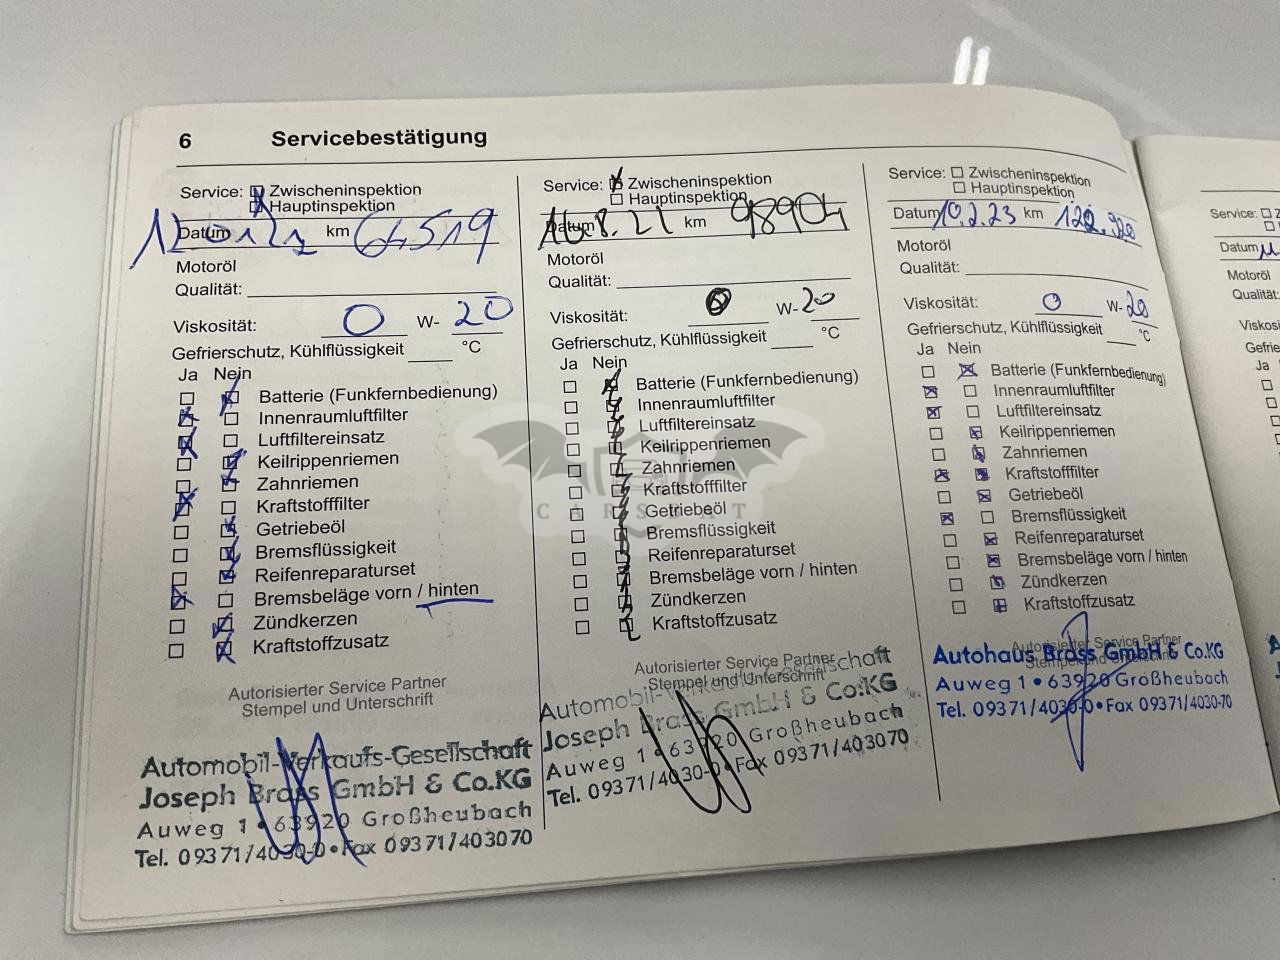 6 Servicebestätigung
Service: Zwischeninspektion
Hauptinspektion
Datum km 64519
Motoröl
Qualität:
Viskosität: 0 W- 20
Gefrierschutz, Kühlflüssigkeit °C
Ja Nein
Batterie (Funkfernbedienung)
Innenraumluftfilter
Luftfiltereinsatz
Keilrippenriemen
Zahnriemen
Kraftstofffilter
Getriebeöl
Bremsflüssigkeit
Reifenreparaturset
Bremsbeläge vorn / hinten
Zündkerzen
Kraftstoffzusatz
Autorisierter Service Partner
Stempel und Unterschrift
Automobil-Verkaufs-Gesellschaft
Joseph Brass GmbH & Co.KG
Auweg 1 • 63920 Großheubach
Tel. 09371/4030-0 • Fax 09371/403070
Service: Zwischeninspektion
Hauptinspektion
Datum 16.8.21 km 98904
Motoröl
Qualität:
Viskosität: 0 W- 20
Gefrierschutz, Kühlflüssigkeit °C
Ja Nein
Batterie (Funkfernbedienung)
Innenraumluftfilter
Luftfiltereinsatz
Keilrippenriemen
Zahnriemen
Kraftstofffilter
Getriebeöl
Bremsflüssigkeit
Reifenreparaturset
Bremsbeläge vorn / hinten
Zündkerzen
Kraftstoffzusatz
Autorisierter Service Partner
Stempel und Unterschrift
Automobil-Verkaufs-Gesellschaft
Joseph Brass GmbH & Co.KG
Auweg 1 • 63920 Großheubach
Tel. 09371/4030-0 • Fax 09371/403070
Service: Zwischeninspektion
Hauptinspektion
Datum 10.2.23 km 122.920
Motoröl
Qualität:
Viskosität: 0 W- 20
Gefrierschutz, Kühlflüssigkeit °C
Ja Nein
Batterie (Funkfernbedienung)
Innenraumluftfilter
Luftfiltereinsatz
Keilrippenriemen
Zahnriemen
Kraftstofffilter
Getriebeöl
Bremsflüssigkeit
Reifenreparaturset
Bremsbeläge vorn / hinten
Zündkerzen
Kraftstoffzusatz
Autorisierter Service Partner
Stempel und Unterschrift
Autohaus Brass GmbH & Co.KG
Auweg 1 • 63920 Großheubach
Tel. 09371/4030-0 • Fax 09371/4030-70
Service:
Datum
Motoröl
Qualität:
Ja